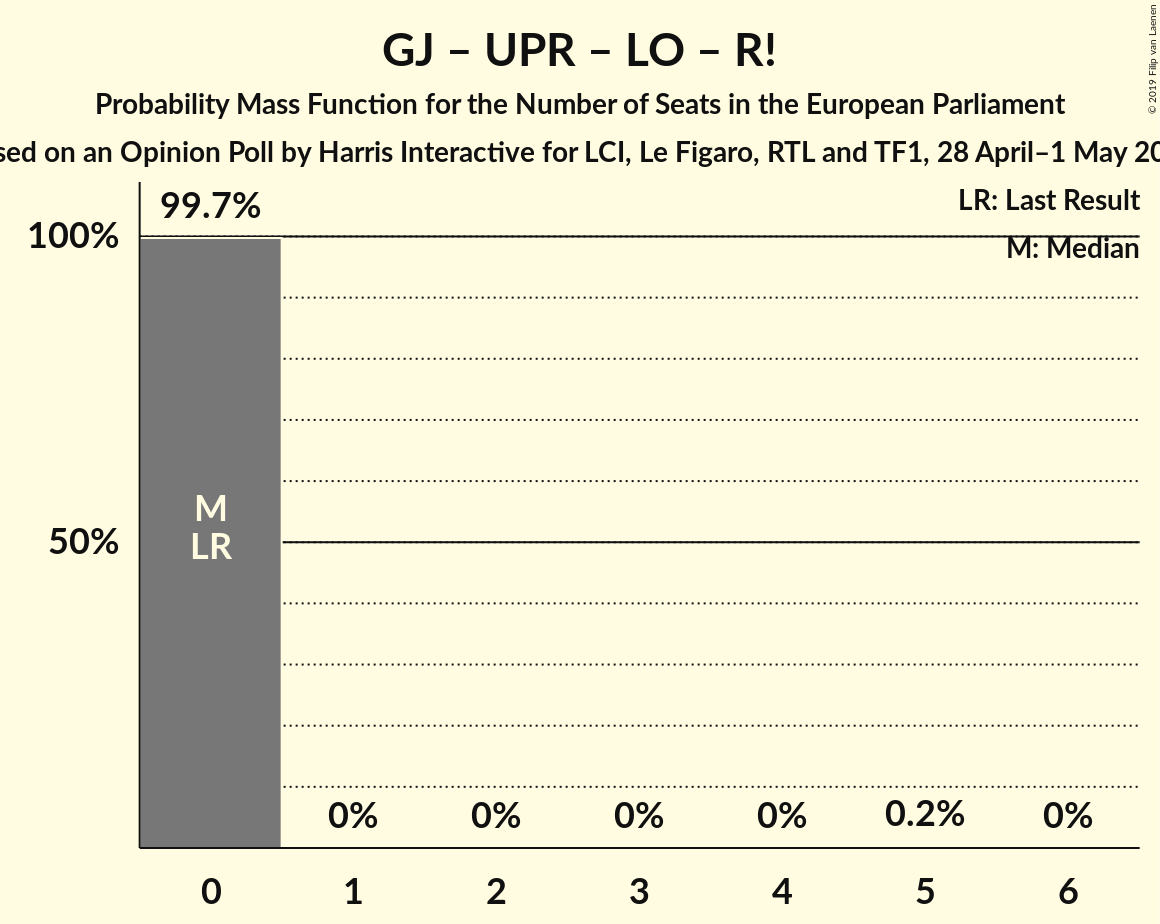 GJ – UPR – LO – R!
Probability Mass Function for the Number of Seats in the European Parliament
on an Opinion Poll by Harris Interactive for LCI, Le Figaro, RTL and TF1, 28 April–1 May
© 2019 Filip van Laenen
LR: Last Result
M: Median
99.7%
100%
50%
M
LR
0% 0% 0% 0% 0.2% 0%
0 1 2 3 4 5 6